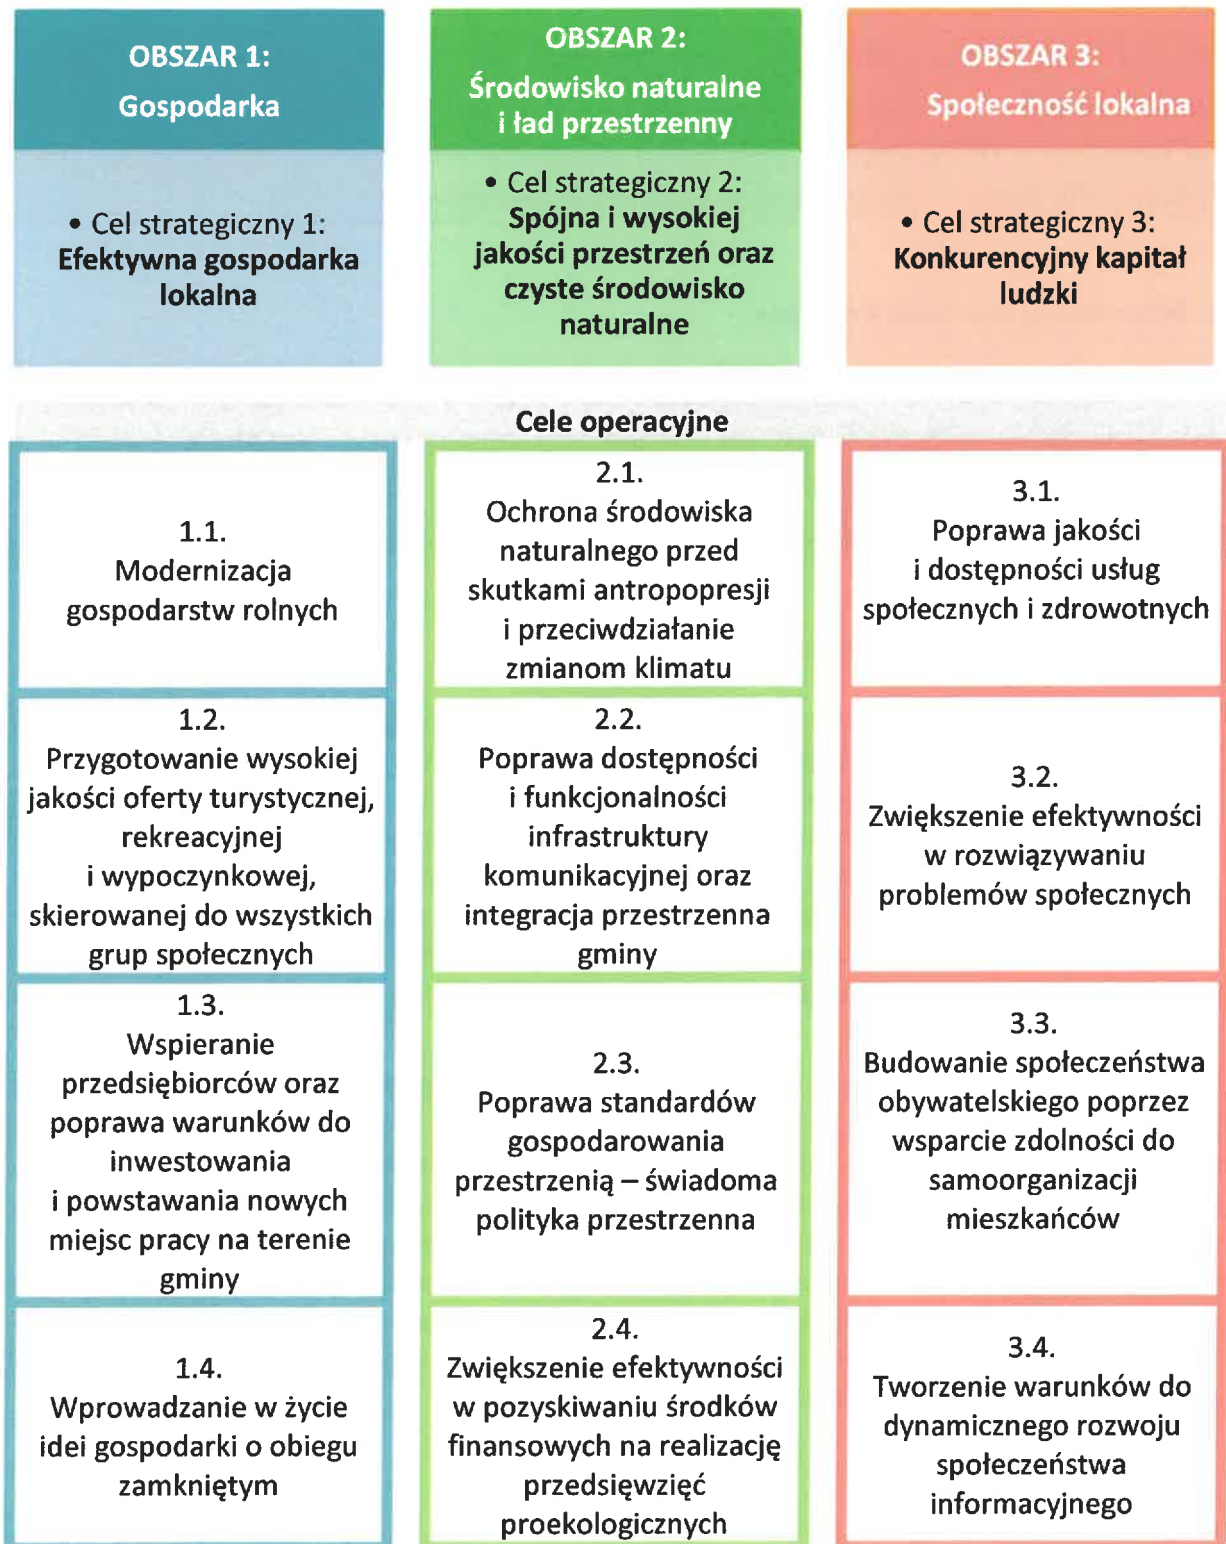 OBSZAR 1:
Gospodarka
• Cel strategiczny 1:
Efektywna gospodarka
lokalna
OBSZAR 2:
Środowisko naturalne
i ład przestrzenny
• Cel strategiczny 2:
Spójna i wysokiej
jakości przestrzeń oraz
czyste środowisko
naturalne
OBSZAR 3:
Społeczność lokalna
• Cel strategiczny 3:
Konkurencyjny kapitał
ludzki
Cele operacyjne
1.1.
Modernizacja
gospodarstw rolnych
2.1.
Ochrona środowiska
naturalnego przed
skutkami antropopresji
i przeciwdziałanie
zmianom klimatu
3.1.
Poprawa jakości
i dostępności usług
społecznych i zdrowotnych
1.2.
Przygotowanie wysokiej
jakości oferty turystycznej,
rekreacyjnej
i wypoczynkowej,
skierowanej do wszystkich
grup społecznych
2.2.
Poprawa dostępności
i funkcjonalności
infrastruktury
komunikacyjnej oraz
integracja przestrzenna
gminy
3.2.
Zwiększenie efektywności
w rozwiązywaniu
problemów społecznych
1.3.
Wspieranie
przedsiębiorców oraz
poprawa warunków do
inwestowania
i powstawania nowych
miejsc pracy na terenie
gminy
2.3.
Poprawa standardów
gospodarowania
przestrzenią – świadoma
polityka przestrzenna
3.3.
Budowanie społeczeństwa
obywatelskiego poprzez
wsparcie zdolności do
samoorganizacji
mieszkańców
1.4.
Wprowadzanie w życie
idei gospodarki o obiegu
zamkniętym
2.4.
Zwiększenie efektywności
w pozyskiwaniu środków
finansowych na realizację
przedsięwzięć
proekologicznych
3.4.
Tworzenie warunków do
dynamicznego rozwoju
społeczeństwa
informacyjnego